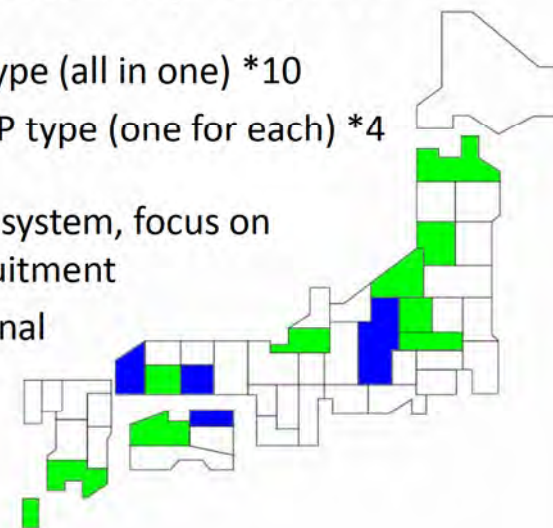 ype (all in one) *10
P type (one for each) *4
system, focus on
uitment
nal